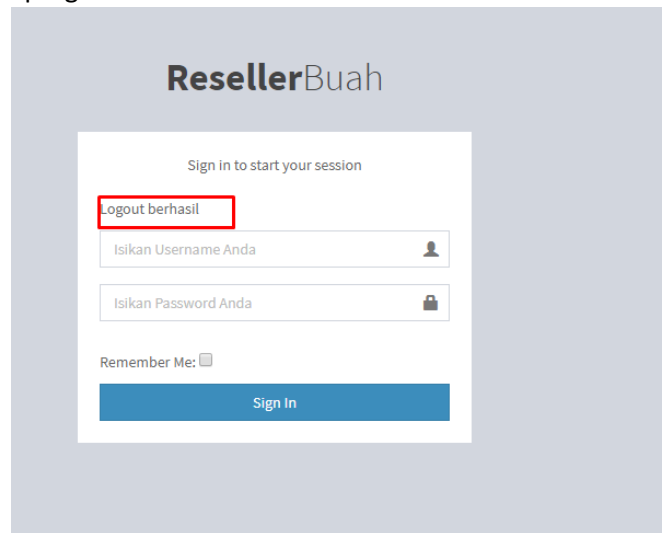 ResellerBuah
Sign in to start your session
Logout berhasil
Isikan Username Anda
Isikan Password Anda
Remember Me:
Sign In